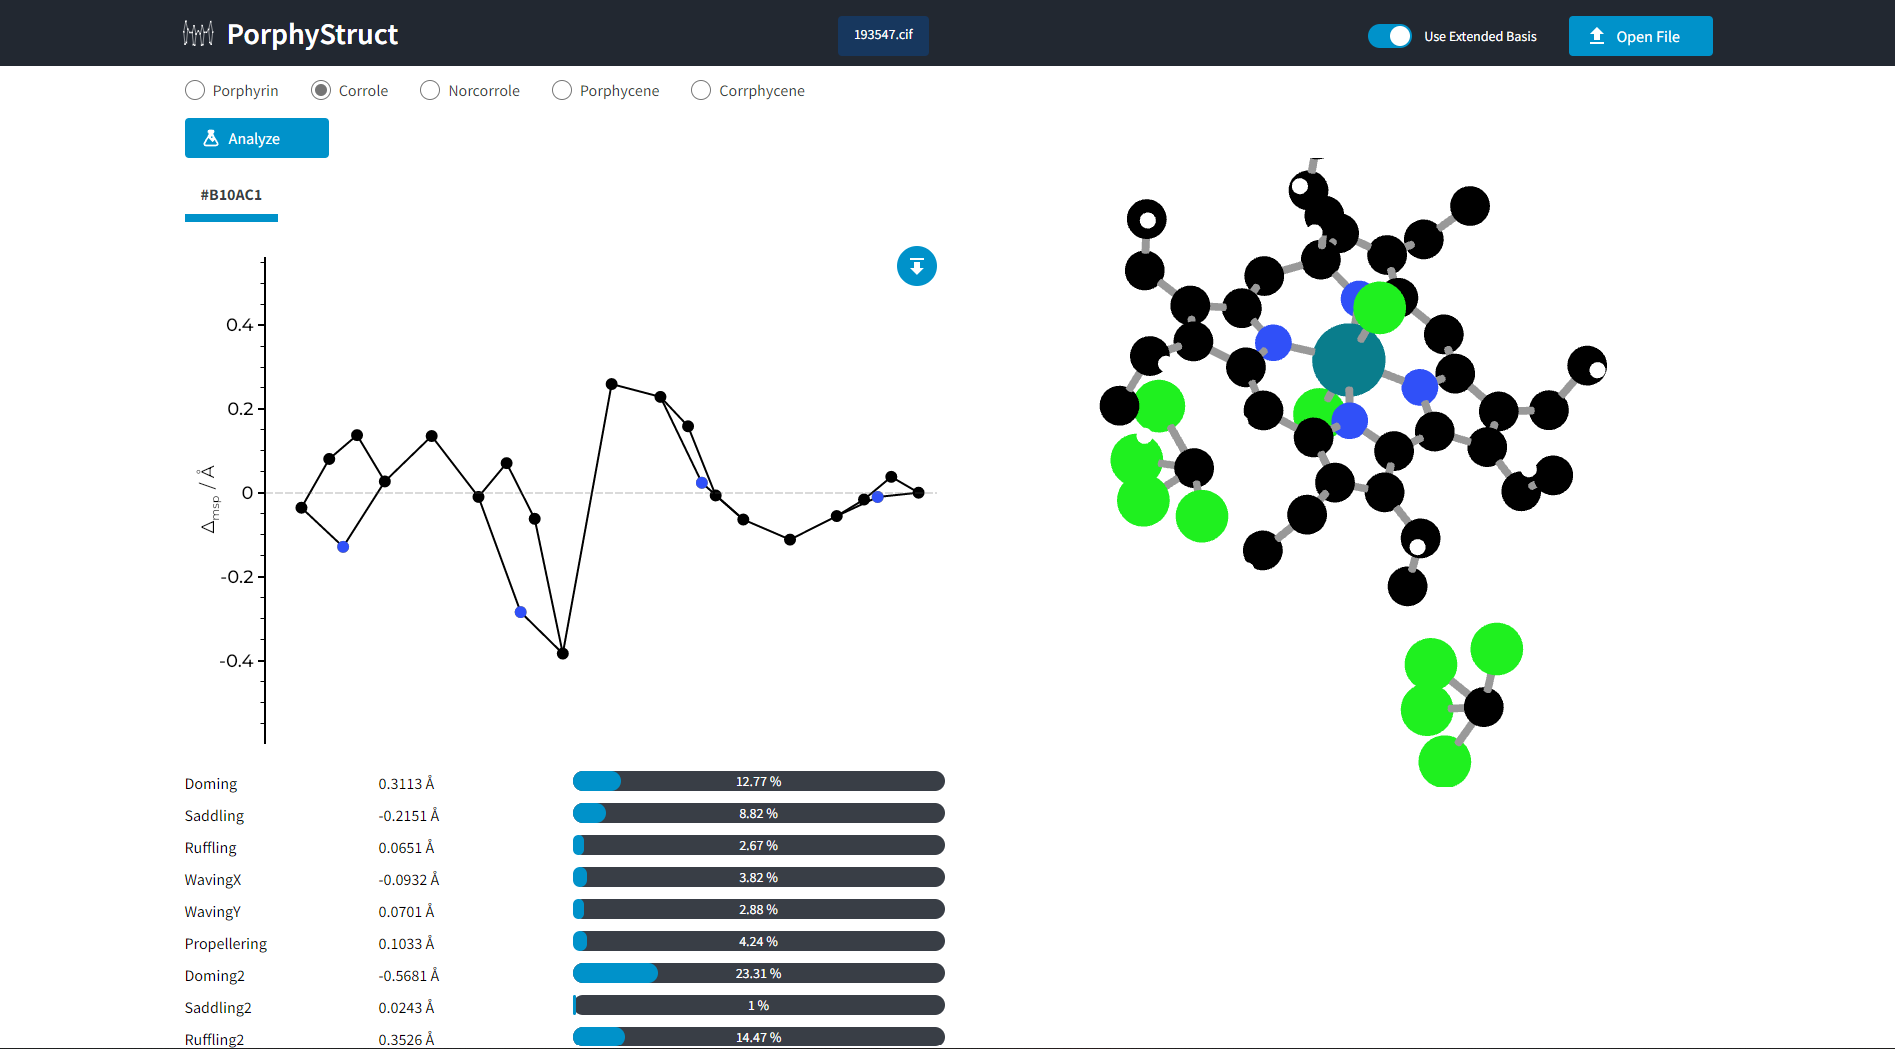 PorphyStruct
193547.cif
Use Extended Basis
Open File
Porphyrin
Corrole
Norcorrole
Porphycene
Corrphycene
Analyze
#B10AC1
0.4
0.2
0
-0.2
-0.4
Δmsp / Å
Doming 0.3113 Å 12.77 %
Saddling -0.2151 Å 8.82 %
Ruffling 0.0651 Å 2.67 %
WavingX -0.0932 Å 3.82 %
WavingY 0.0701 Å 2.88 %
Propellering 0.1033 Å 4.24 %
Doming2 -0.5681 Å 23.31 %
Saddling2 0.0243 Å 1 %
Ruffling2 0.3526 Å 14.47 %